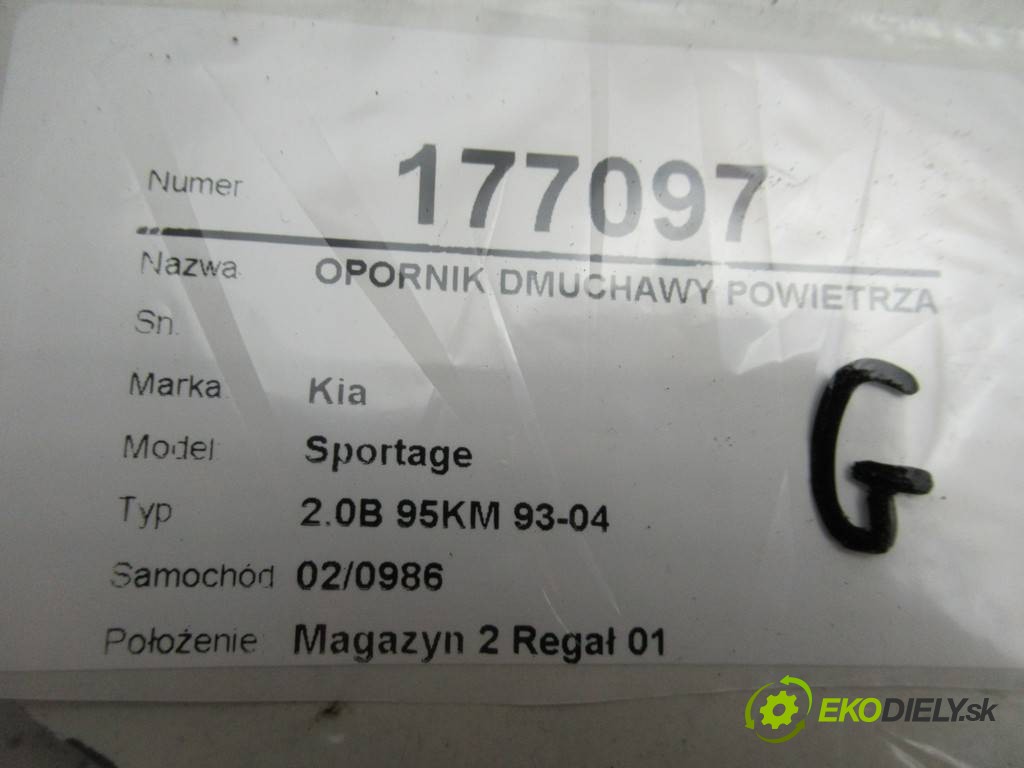 Numer 177097
Nazwa OPORNIK DMUCHAWY POWIETRZA
Sn.
Marka Kia
Model Sportage
Typ 2.0B 95KM 93-04
Samochód 02/0986
Położenie Magazyn 2 Regał 01
G
EKODIELY.sk